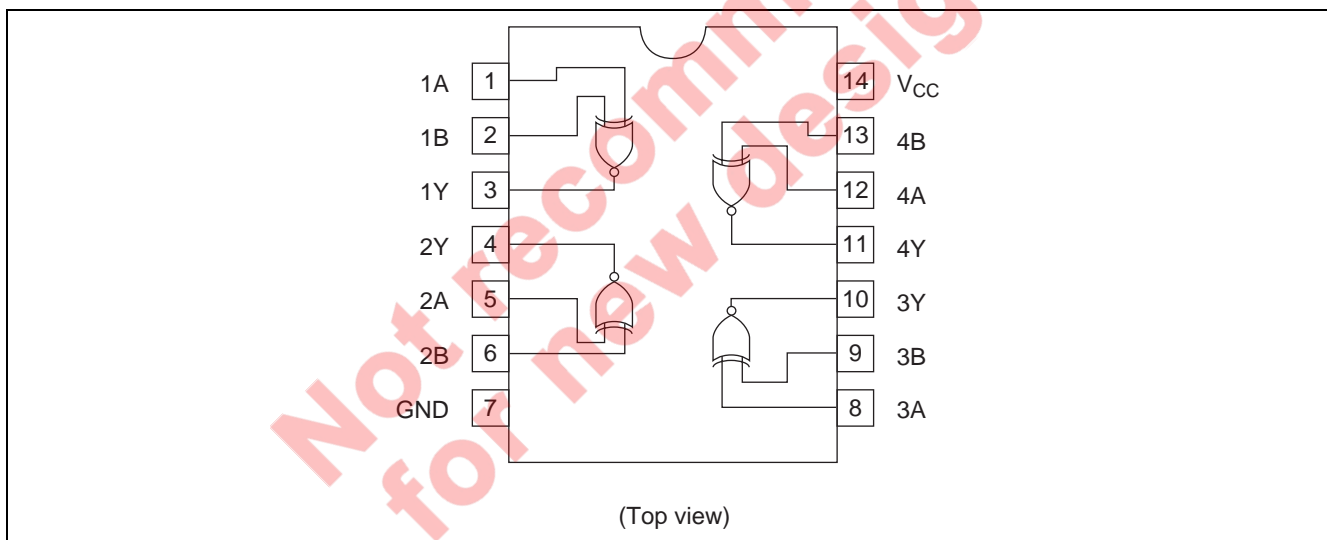 1A 1
1B 2
1Y 3
2Y 4
2A 5
2B 6
GND 7
14 VCC
13 4B
12 4A
11 4Y
10 3Y
9 3B
8 3A
(Top view)
Not recomm
for new desig